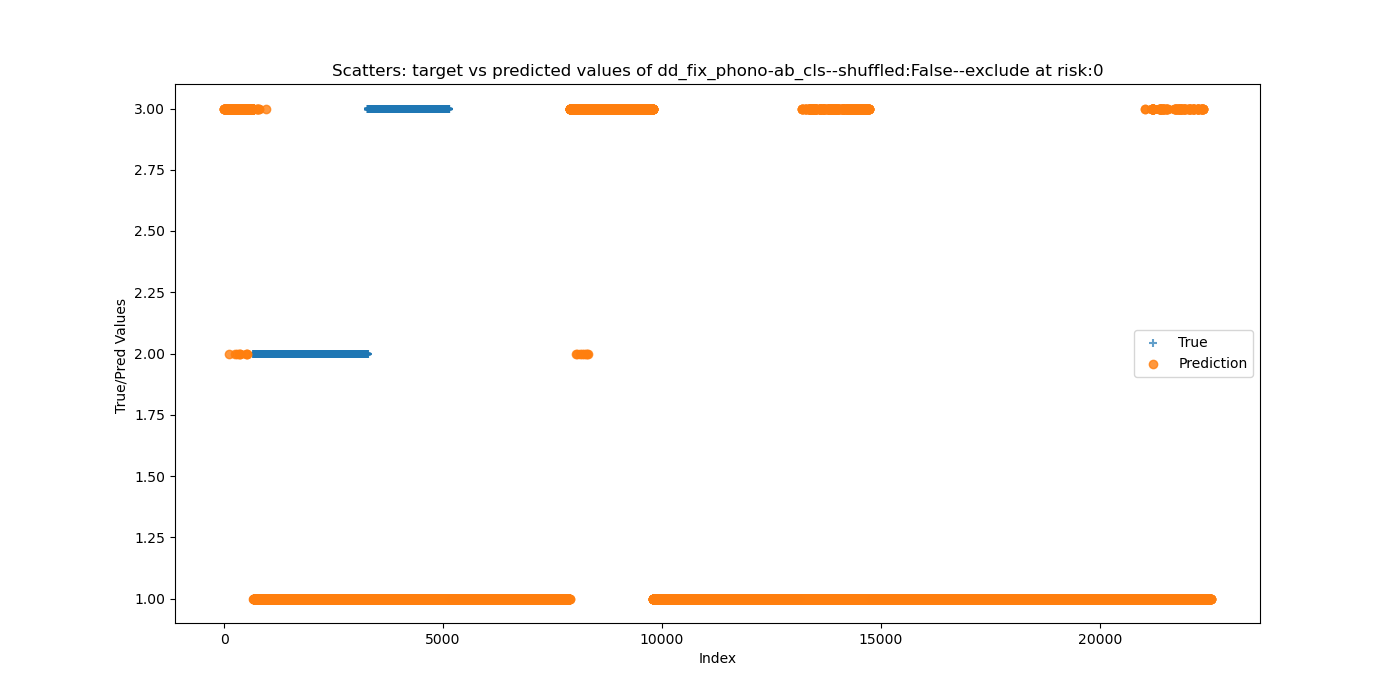 Scatters: target vs predicted values of dd_fix_phono-ab_cls--shuffled:False--exclude at risk:0
3.00
2.75
2.50
2.25
2.00
1.75
1.50
1.25
1.00
True/Pred Values
True
Prediction
0
5000
10000
15000
20000
Index